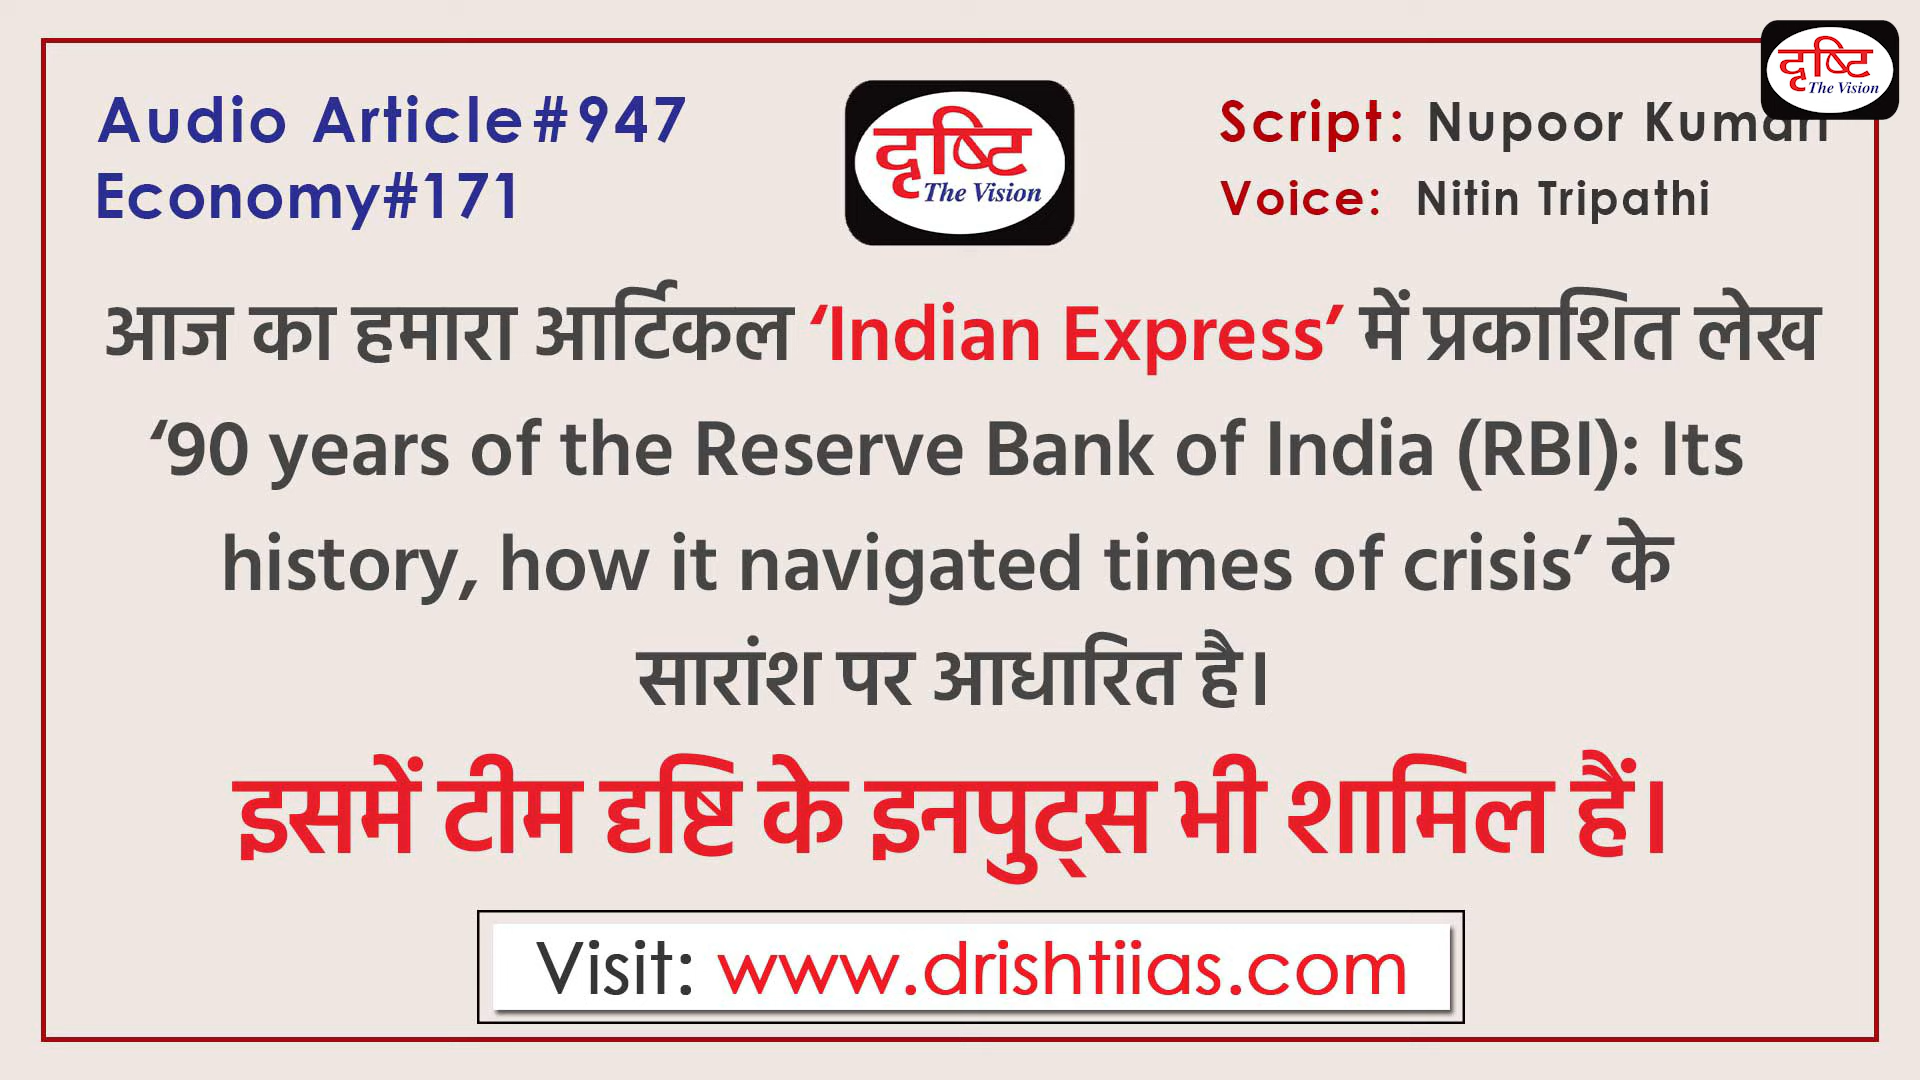 Audio Article#947
Economy#171
दृष्टि
The Vision
Script: Nupoor Kumari
Voice: Nitin Tripathi
दृष्टि
The Vision
आज का हमारा आर्टिकल ‘Indian Express’ में प्रकाशित लेख
‘90 years of the Reserve Bank of India (RBI): Its
history, how it navigated times of crisis’ के
सारांश पर आधारित है।
इसमें टीम दृष्टि के इनपुट्स भी शामिल हैं।
Visit: www.drishtiias.com